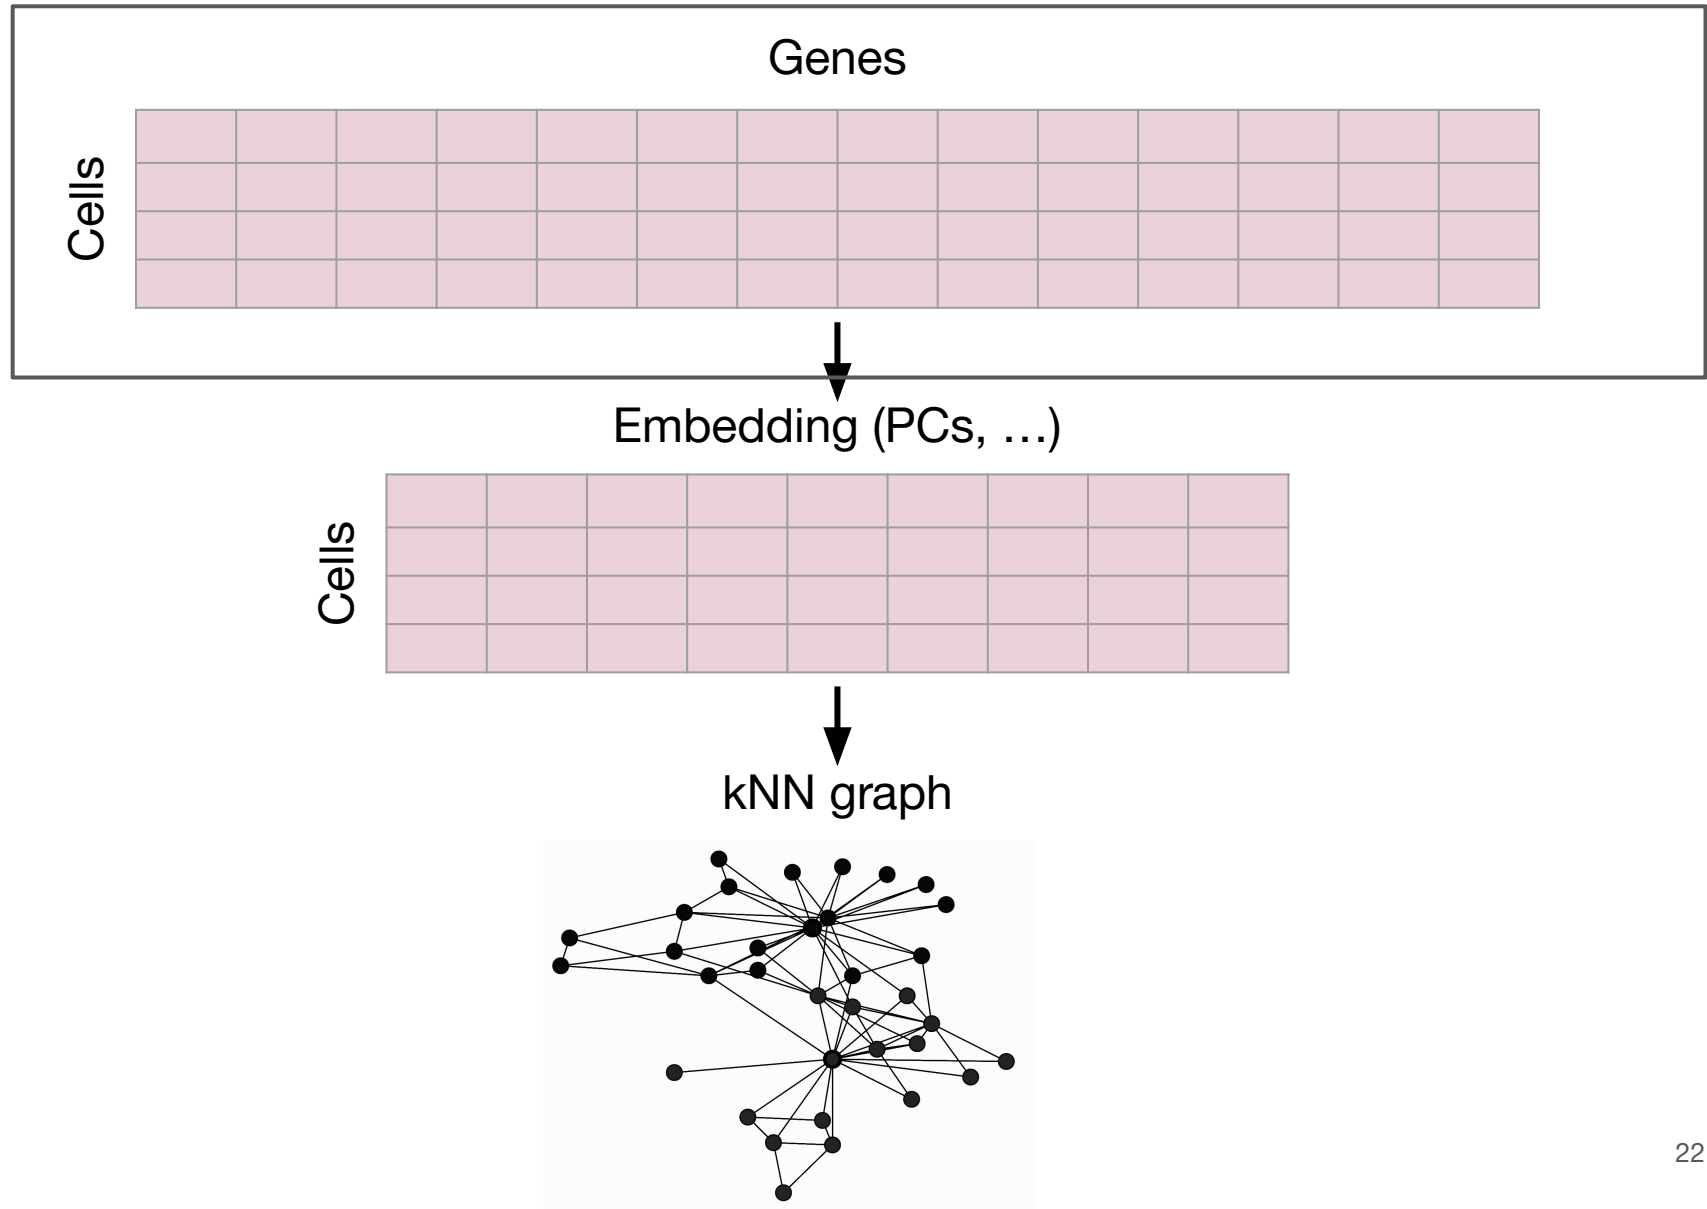 Genes
Cells
Embedding (PCs, …)
Cells
kNN graph
22